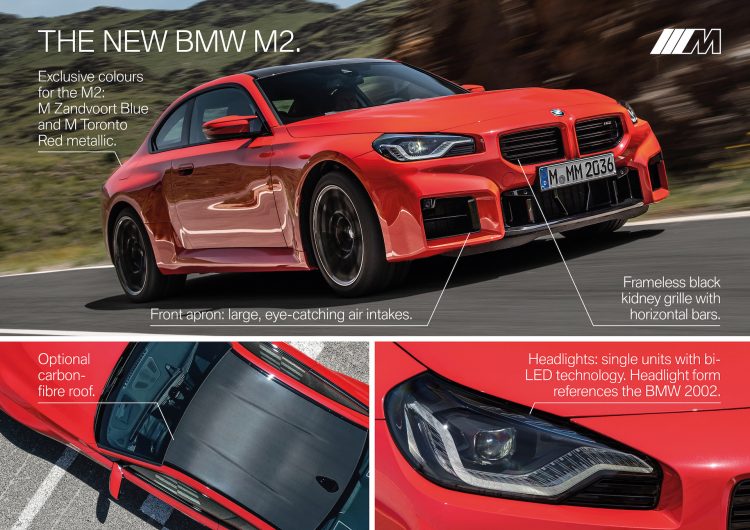 THE NEW BMW M2.
M
Exclusive colours
for the M2:
M Zandvoort Blue
and M Toronto
Red metallic.
M MM 2036
Frameless black
kidney grille with
horizontal bars.
Front apron: large, eye-catching air intakes.
Optional
carbon-
fibre roof.
Headlights: single units with bi-
LED technology. Headlight form
references the BMW 2002.